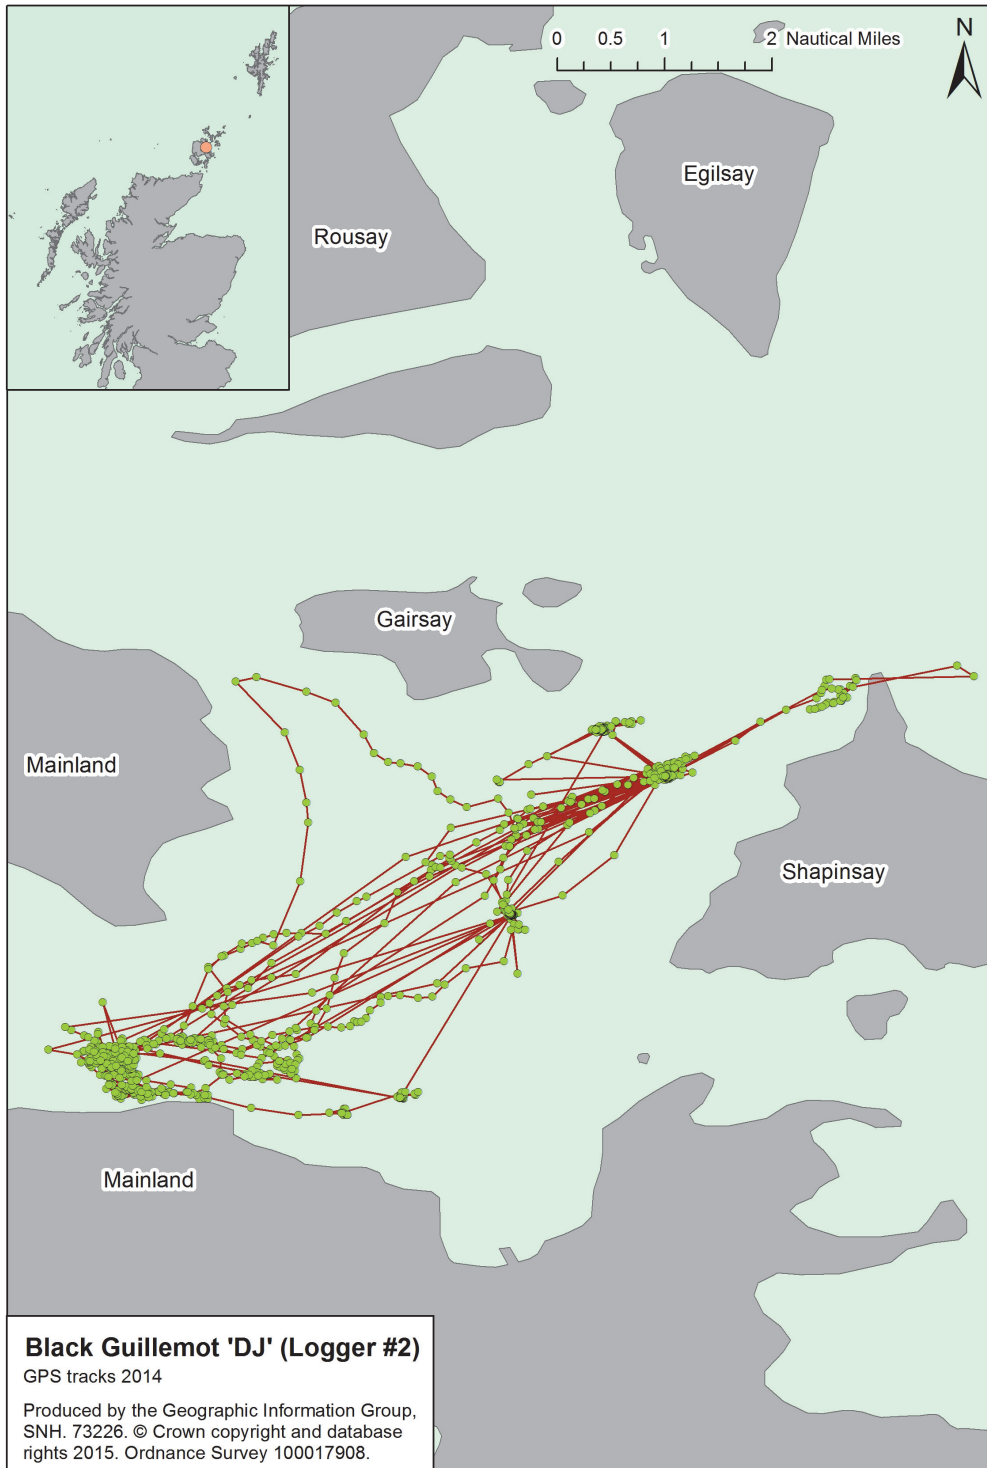 0 0.5 1 2 Nautical Miles
N
Egilsay
Rousay
Gairsay
Mainland
Shapinsay
Mainland
Black Guillemot 'DJ' (Logger #2)
GPS tracks 2014
Produced by the Geographic Information Group,
SNH. 73226. © Crown copyright and database
rights 2015. Ordnance Survey 100017908.